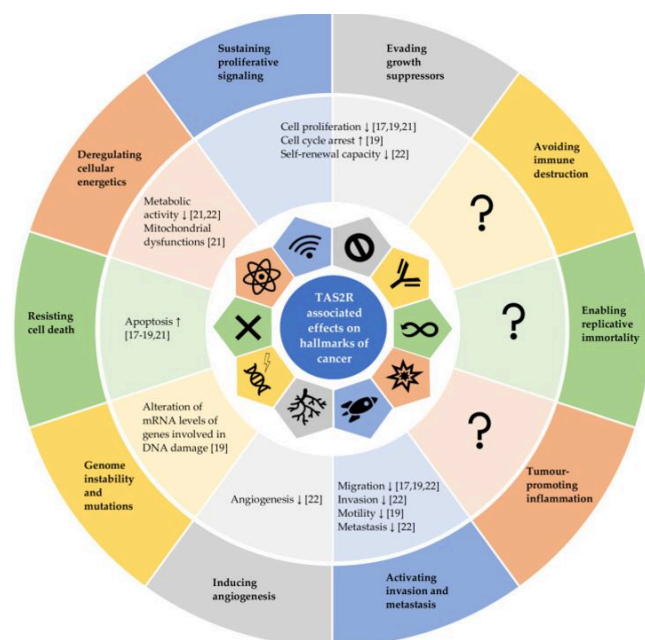 Sustaining
proliferative
signaling
Evading
growth
suppressors
Cell proliferation ↓ [17,19,21]
Cell cycle arrest ↑ [19]
Self-renewal capacity ↓ [22]
Avoiding
immune
destruction
?
Enabling
replicative
immortality
?
Tumour-
promoting
inflammation
?
Activating
invasion and
metastasis
Migration ↓ [17,19,22]
Invasion ↓ [22]
Motility ↓ [19]
Metastasis ↓ [22]
Inducing
angiogenesis
Angiogenesis ↓ [22]
Genome
instability
and
mutations
Alteration of
mRNA levels of
genes involved in
DNA damage [19]
Resisting
cell death
Apoptosis ↑
[17-19,21]
Deregulating
cellular
energetics
Metabolic
activity ↓ [21,22]
Mitochondrial
dysfunctions [21]
TAS2R
associated
effects on
hallmarks of
cancer